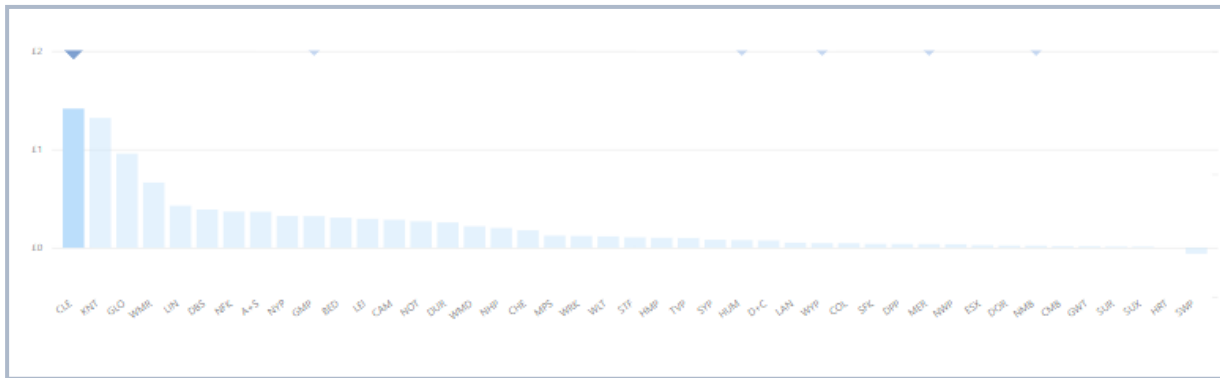 £2
£1
£0
CLE KNT GLO WMR LIN DBS NFK A+S NYP GMP BED LEI CAM NOT DUR WMD NHP CHE MPS WRK WLT STF HMP TVP SYP HUM D+C LAN WYP COL SFK DPP MER NWP ESX DOR NMB CMB GWT SUR SUX HRT SWP